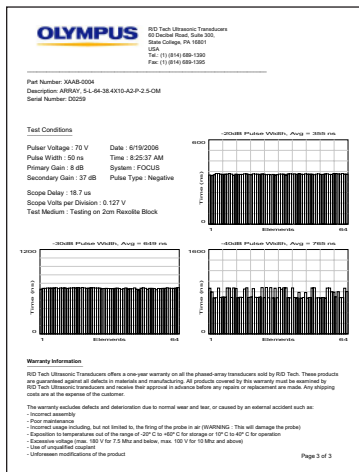 OLYMPUS
R/D Tech Ultrasonic Transducers
60 Decibel Road, Suite 300,
State College, PA 16801
USA
Tel.: (1) 814) 689-1390
Fax: (1) 814) 689-1395
Part Number: XAAB-0004
Description: ARRAY, 5-L-64-38.4X10-A2-P-2.5-OM
Serial Number: D0259
Test Conditions
Pulser Voltage : 70 V
Date : 6/19/2006
Pulse Width : 50 ns
Time : 8:25:37 AM
Primary Gain : 8 dB
System : FOCUS
Secondary Gain : 37 dB
Pulse Type : Negative
Scope Delay : 18.7 us
Scope Volts per Division : 0.127 V
Test Medium : Testing on 2cm Rexolite Block
-20dB Pulse Width, Avg = 355 ns
600
Time (ns)
0
1 Elements 64
-30dB Pulse Width, Avg = 649 ns
1200
Time (ns)
0
1 Elements 64
-40dB Pulse Width, Avg = 765 ns
1600
Time (ns)
0
1 Elements 64
Warranty Information
R/D Tech Ultrasonic Transducers offers a one-year warranty on all the phased-array transducers sold by R/D Tech. These products
are guaranteed against all defects in materials and manufacturing. All products covered by this warranty must be examined by
R/D Tech Ultrasonic transducers and receive their approval in advance before any repairs or replacement are made. Any shipping
costs are at the expense of the customer.
The warranty excludes defects and deterioration due to normal wear and tear, or caused by an external accident such as:
- Incorrect assembly
- Poor maintenance
- Incorrect usage including, but not limited to, the firing of the probe in air (WARNING : This will damage the probe)
- Exposition to temperatures out of the range of -20° C to +60° C for storage or 10° C to 40° C for operation
- Excessive voltage (max. 180 V for 7.5 Mhz and below, max. 100 V for 10 Mhz and above)
- Use of unqualified couplant
- Unforeseen modifications of the product
Page 3 of 3